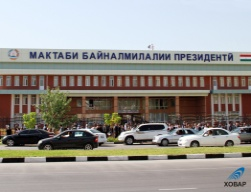 МАКТАБИ БАЙНАЛМИЛАЛИИ ПРЕЗИДЕНТӢ
ХОВАР